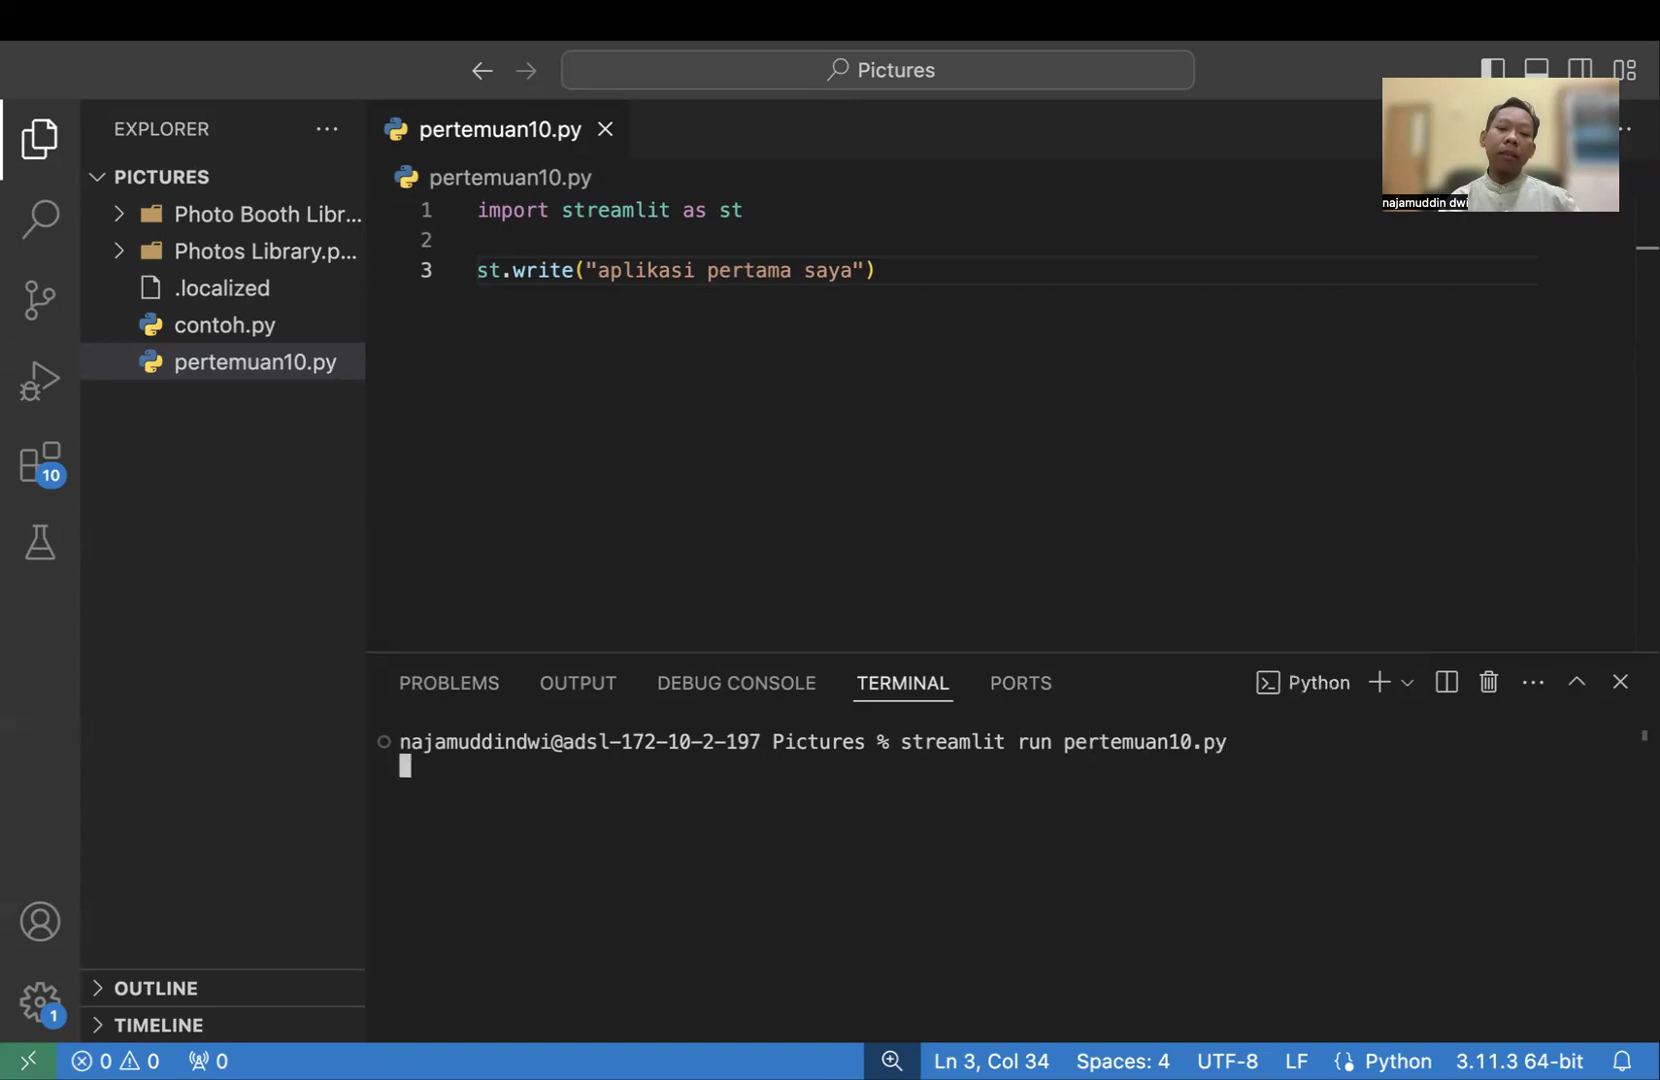 Pictures
EXPLORER
PICTURES
Photo Booth Libr...
Photos Library.p...
.localized
contoh.py
pertemuan10.py
10
OUTLINE
1
TIMELINE
pertemuan10.py
pertemuan10.py
1 import streamlit as st
2
3 st.write("aplikasi pertama saya")
najamuddin dwi
PROBLEMS OUTPUT DEBUG CONSOLE TERMINAL PORTS Python
najamuddindwi@adsl-172-10-2-197 Pictures % streamlit run pertemuan10.py
0 0 0 Ln 3, Col 34 Spaces: 4 UTF-8 LF Python 3.11.3 64-bit